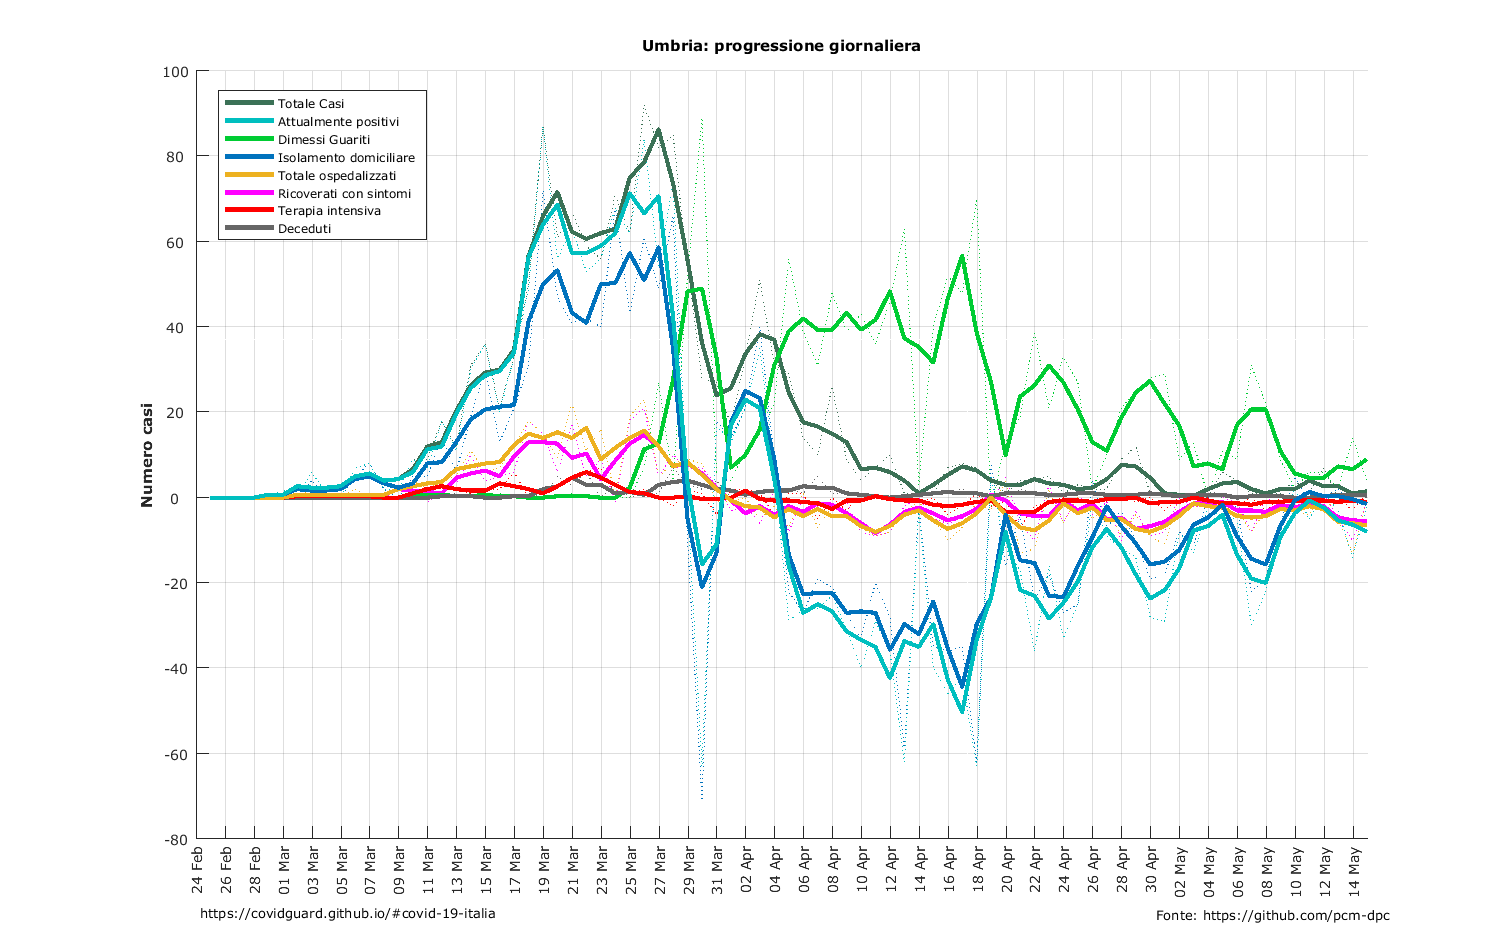 Umbria: progressione giornaliera
Numero casi
100
80
60
40
20
0
-20
-40
-60
-80
Totale Casi
Attualmente positivi
Dimessi Guariti
Isolamento domiciliare
Totale ospedalizzati
Ricoverati con sintomi
Terapia intensiva
Deceduti
24 Feb
26 Feb
28 Feb
01 Mar
03 Mar
05 Mar
07 Mar
09 Mar
11 Mar
13 Mar
15 Mar
17 Mar
19 Mar
21 Mar
23 Mar
25 Mar
27 Mar
29 Mar
31 Mar
02 Apr
04 Apr
06 Apr
08 Apr
10 Apr
12 Apr
14 Apr
16 Apr
18 Apr
20 Apr
22 Apr
24 Apr
26 Apr
28 Apr
30 Apr
02 May
04 May
06 May
08 May
10 May
12 May
14 May
https://covidguard.github.io/#covid-19-italia
Fonte: https://github.com/pcm-dpc